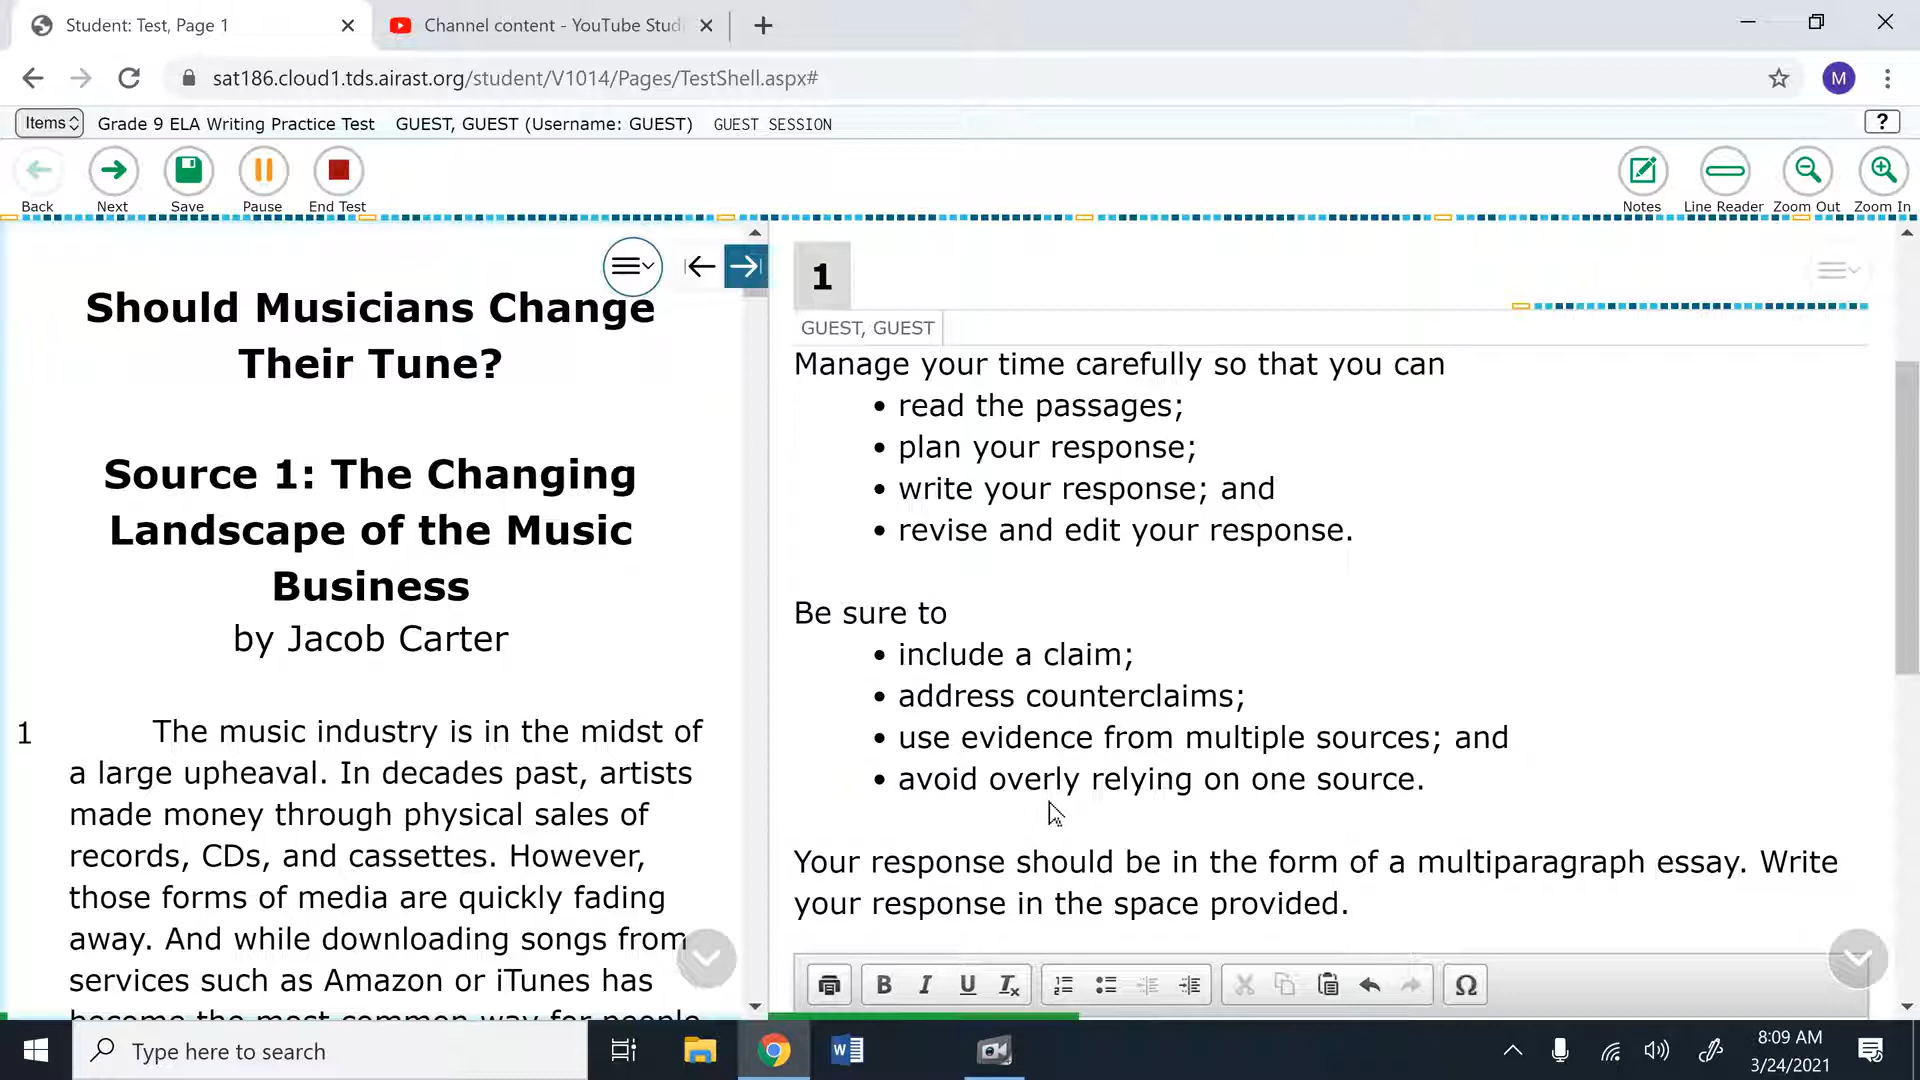 Student: Test, Page 1
Channel content - YouTube Studi
sat186.cloud1.tds.airast.org/student/V1014/Pages/TestShell.aspx#
M
Items
Grade 9 ELA Writing Practice Test
GUEST, GUEST (Username: GUEST)
GUEST SESSION
?
Back
Next
Save
Pause
End Test
Notes
Line Reader
Zoom Out
Zoom In
Should Musicians Change
Their Tune?
Source 1: The Changing
Landscape of the Music
Business
by Jacob Carter
1 The music industry is in the midst of
a large upheaval. In decades past, artists
made money through physical sales of
records, CDs, and cassettes. However,
those forms of media are quickly fading
away. And while downloading songs from
services such as Amazon or iTunes has
become the most common way for people
1
GUEST, GUEST
Manage your time carefully so that you can
• read the passages;
• plan your response;
• write your response; and
• revise and edit your response.
Be sure to
• include a claim;
• address counterclaims;
• use evidence from multiple sources; and
• avoid overly relying on one source.
Your response should be in the form of a multiparagraph essay. Write
your response in the space provided.
B I U Tx Ω
Type here to search
8:09 AM
3/24/2021